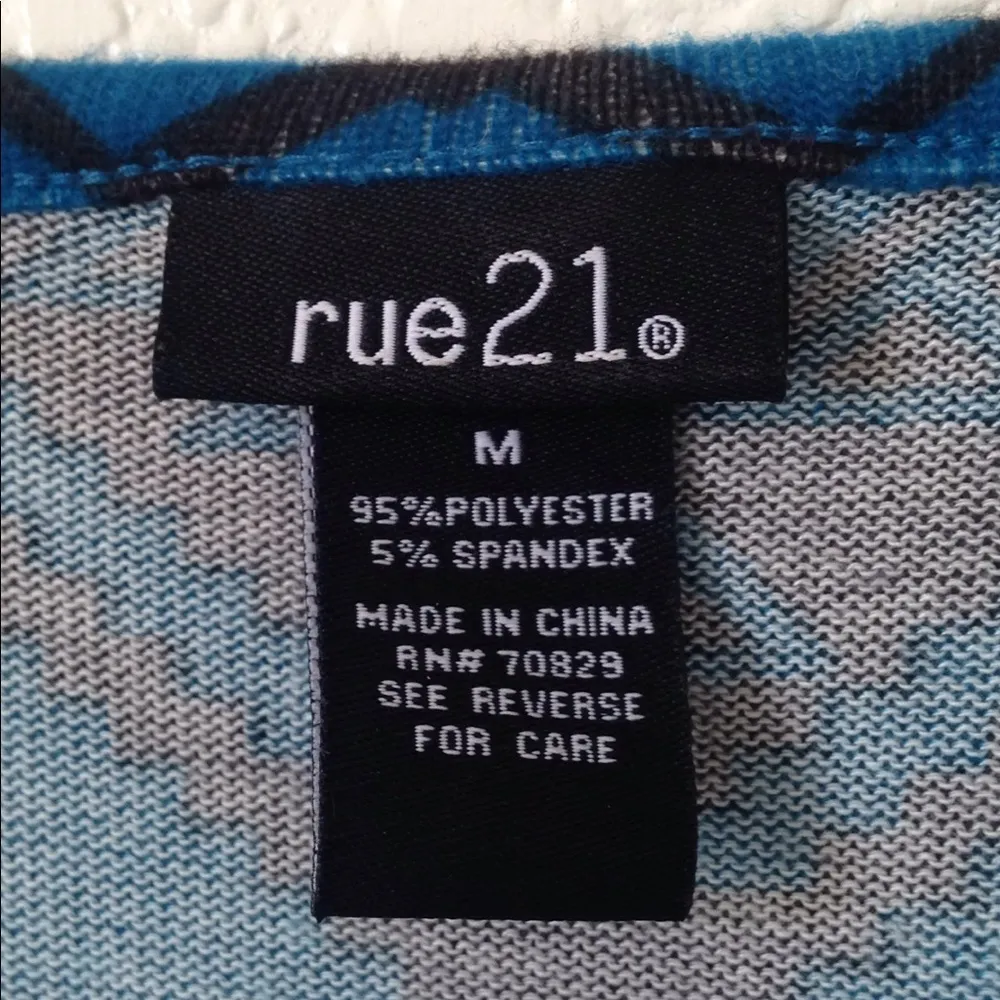 rue21®
M
95%POLYESTER
5% SPANDEX
MADE IN CHINA
RN# 70829
SEE REVERSE
FOR CARE